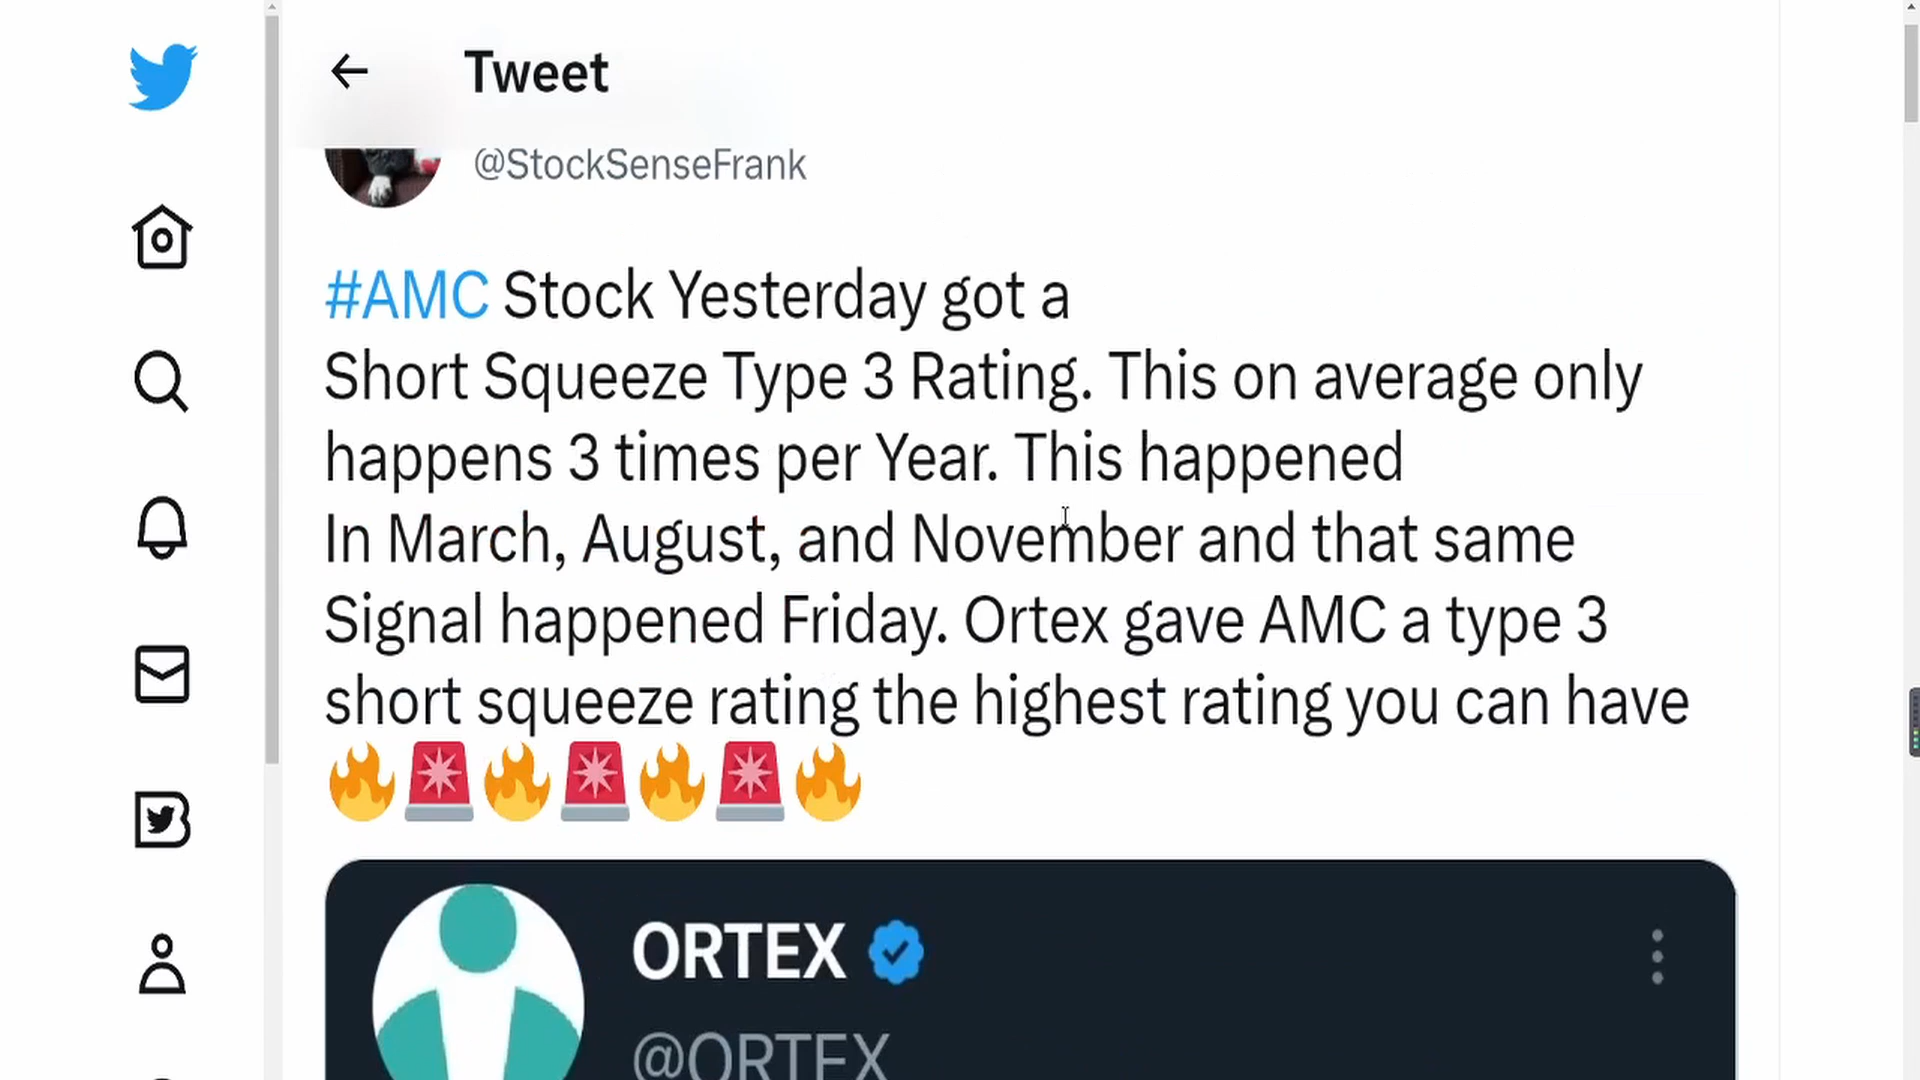 Tweet
@StockSenseFrank
#AMC Stock Yesterday got a
Short Squeeze Type 3 Rating. This on average only
happens 3 times per Year. This happened
In March, August, and November and that same
Signal happened Friday. Ortex gave AMC a type 3
short squeeze rating the highest rating you can have
🔥🚨🔥🚨🔥🚨🔥
ORTEX
@ORTEX